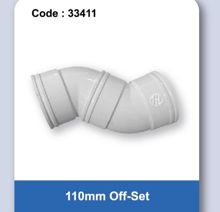 Code : 33411
110mm Off-Set